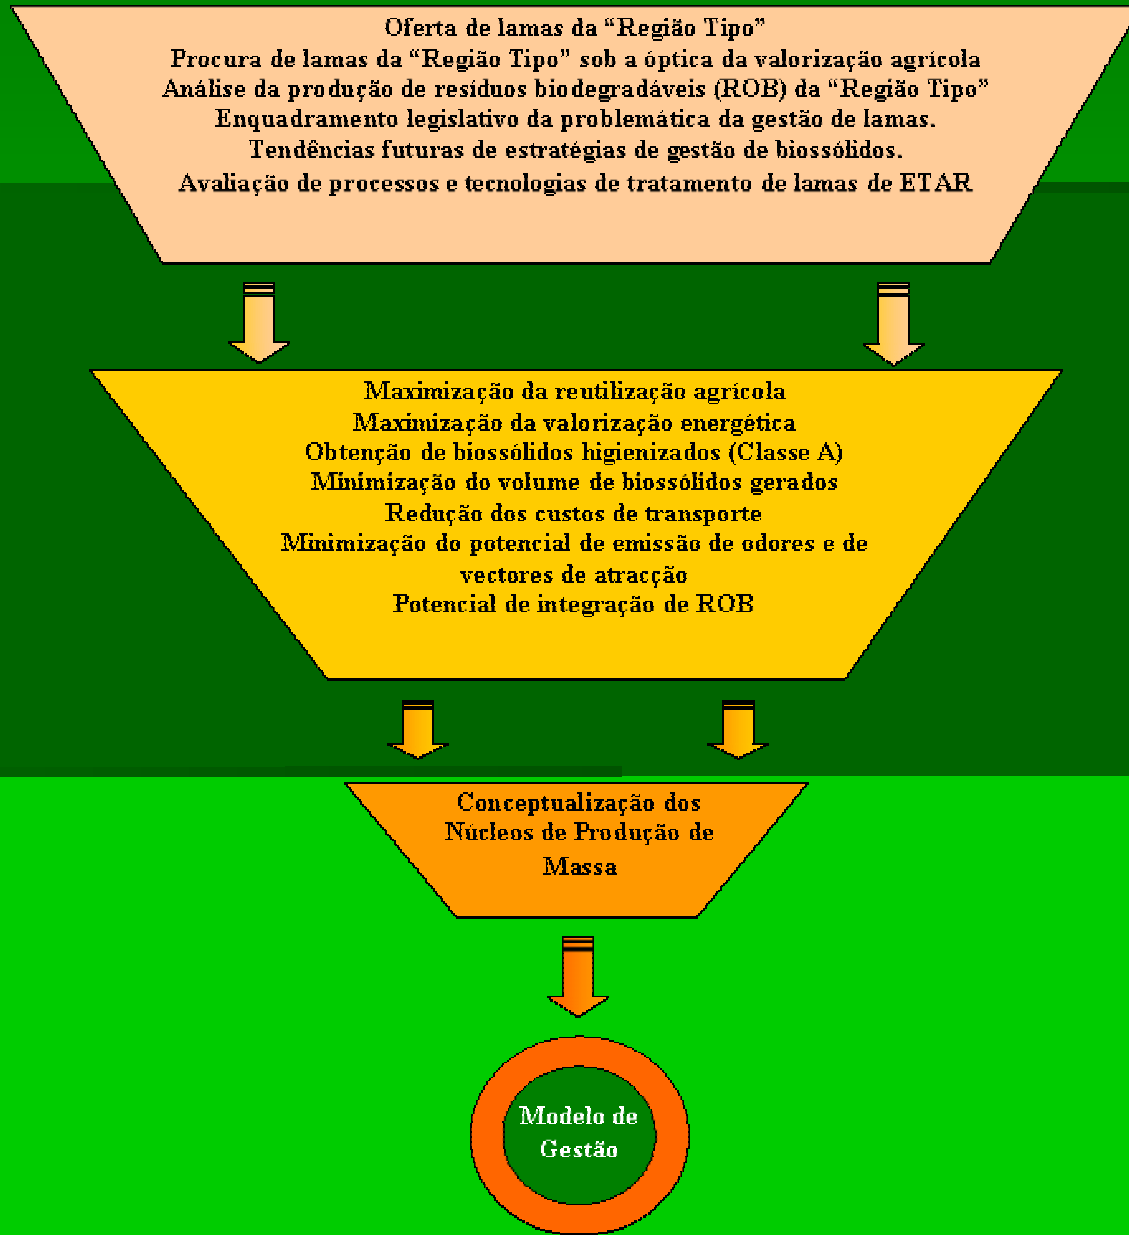 Oferta de lamas da “Região Tipo”
Procura de lamas da “Região Tipo” sob a óptica da valorização agrícola
Análise da produção de resíduos biodegradáveis (ROB) da “Região Tipo”
Enquadramento legislativo da problemática da gestão de lamas.
Tendências futuras de estratégias de gestão de biossólidos.
Avaliação de processos e tecnologias de tratamento de lamas de ETAR
Maximização da reutilização agrícola
Maximização da valorização energética
Obtenção de biossólidos higienizados (Classe A)
Minimização do volume de biossólidos gerados
Redução dos custos de transporte
Minimização do potencial de emissão de odores e de
vectores de atracção
Potencial de integração de ROB
Conceptualização dos
Núcleos de Produção de
Massa
Modelo de
Gestão